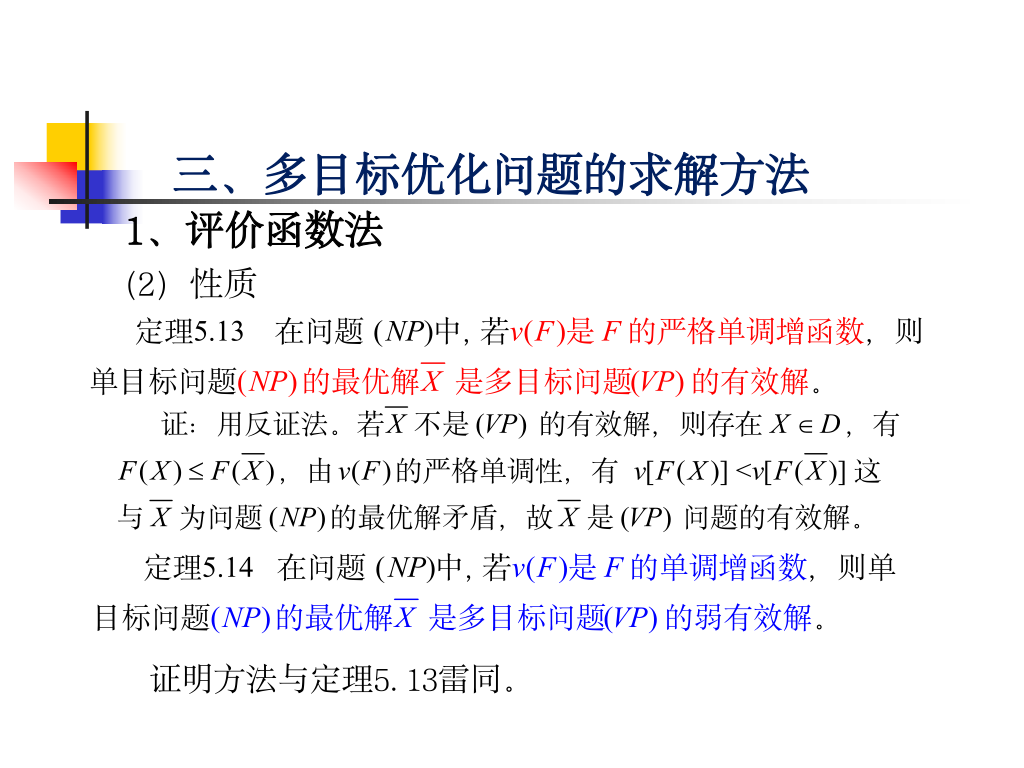 三、多目标优化问题的求解方法
1、评价函数法
(2) 性质
定理5.13 在问题 (NP)中, 若v(F)是 F 的严格单调增函数，则
单目标问题(NP)的最优解X̅ 是多目标问题(VP) 的有效解。
证：用反证法。若X̅ 不是 (VP) 的有效解，则存在 X ∈ D，有
F(X) ≤ F(X̅)，由 v(F)的严格单调性，有 v[F(X)] <v[F(X̅)] 这
与 X̅ 为问题 (NP)的最优解矛盾，故 X̅ 是 (VP) 问题的有效解。
定理5.14 在问题 (NP)中, 若v(F)是 F 的单调增函数，则单
目标问题(NP)的最优解X̅ 是多目标问题(VP) 的弱有效解。
证明方法与定理5.13雷同。